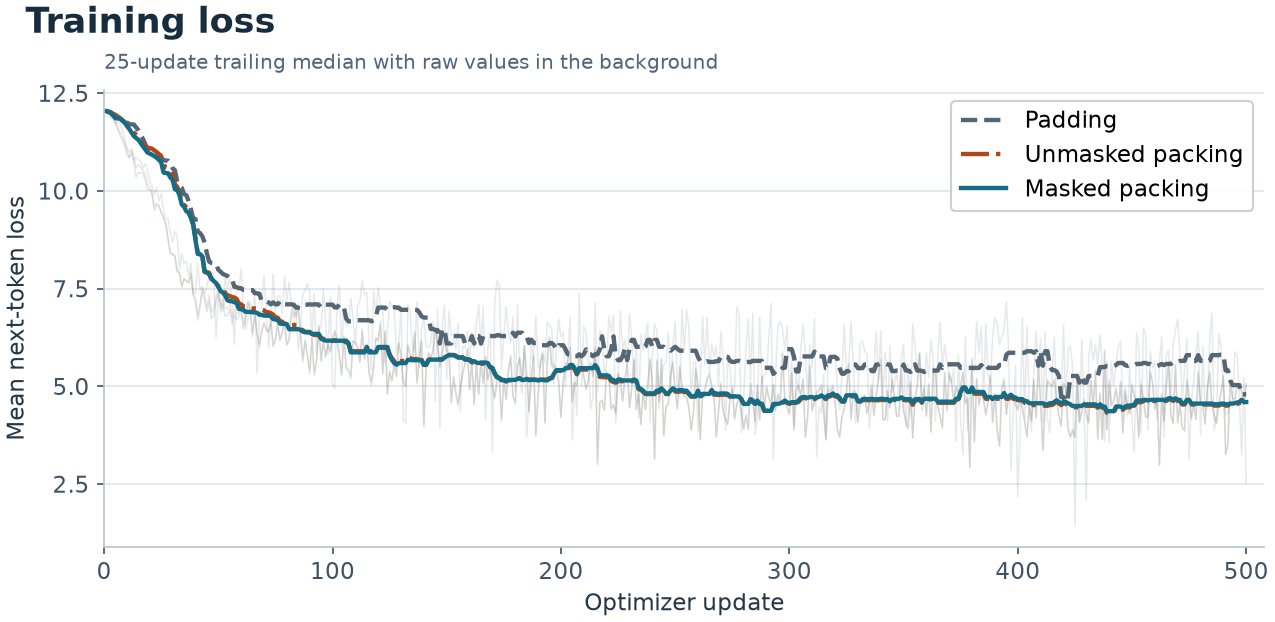 Training loss
25-update trailing median with raw values in the background
12.5
10.0
7.5
5.0
2.5
Mean next-token loss
Padding
Unmasked packing
Masked packing
0 100 200 300 400 500
Optimizer update